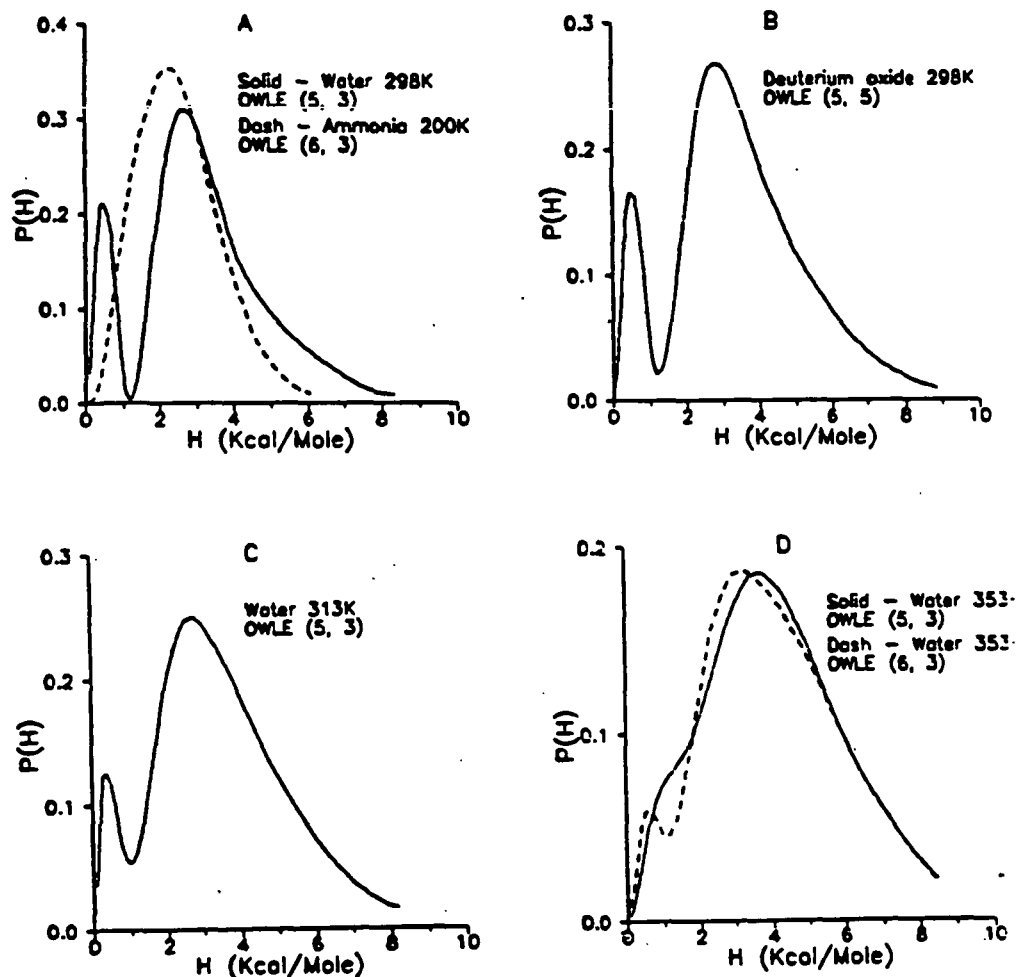 A
0.4
0.3
0.2
0.1
0.0
P(H)
Solid - Water 298K
OWLE (5, 3)
Dash - Ammonia 200K
OWLE (6, 3)
0 2 4 6 8 10
H (Kcal/Mole)
B
0.3
0.2
0.1
0.0
P(H)
Deuterium oxide 298K
OWLE (5, 5)
0 2 4 6 8 10
H (Kcal/Mole)
C
0.3
0.2
0.1
0.0
P(H)
Water 313K
OWLE (5, 3)
0 2 4 6 8 10
H (Kcal/Mole)
D
0.2
0.1
0.0
P(H)
Solid - Water 353-
OWLE (5, 3)
Dash - Water 353-
OWLE (6, 3)
0 2 4 6 8 10
H (Kcal/Mole)